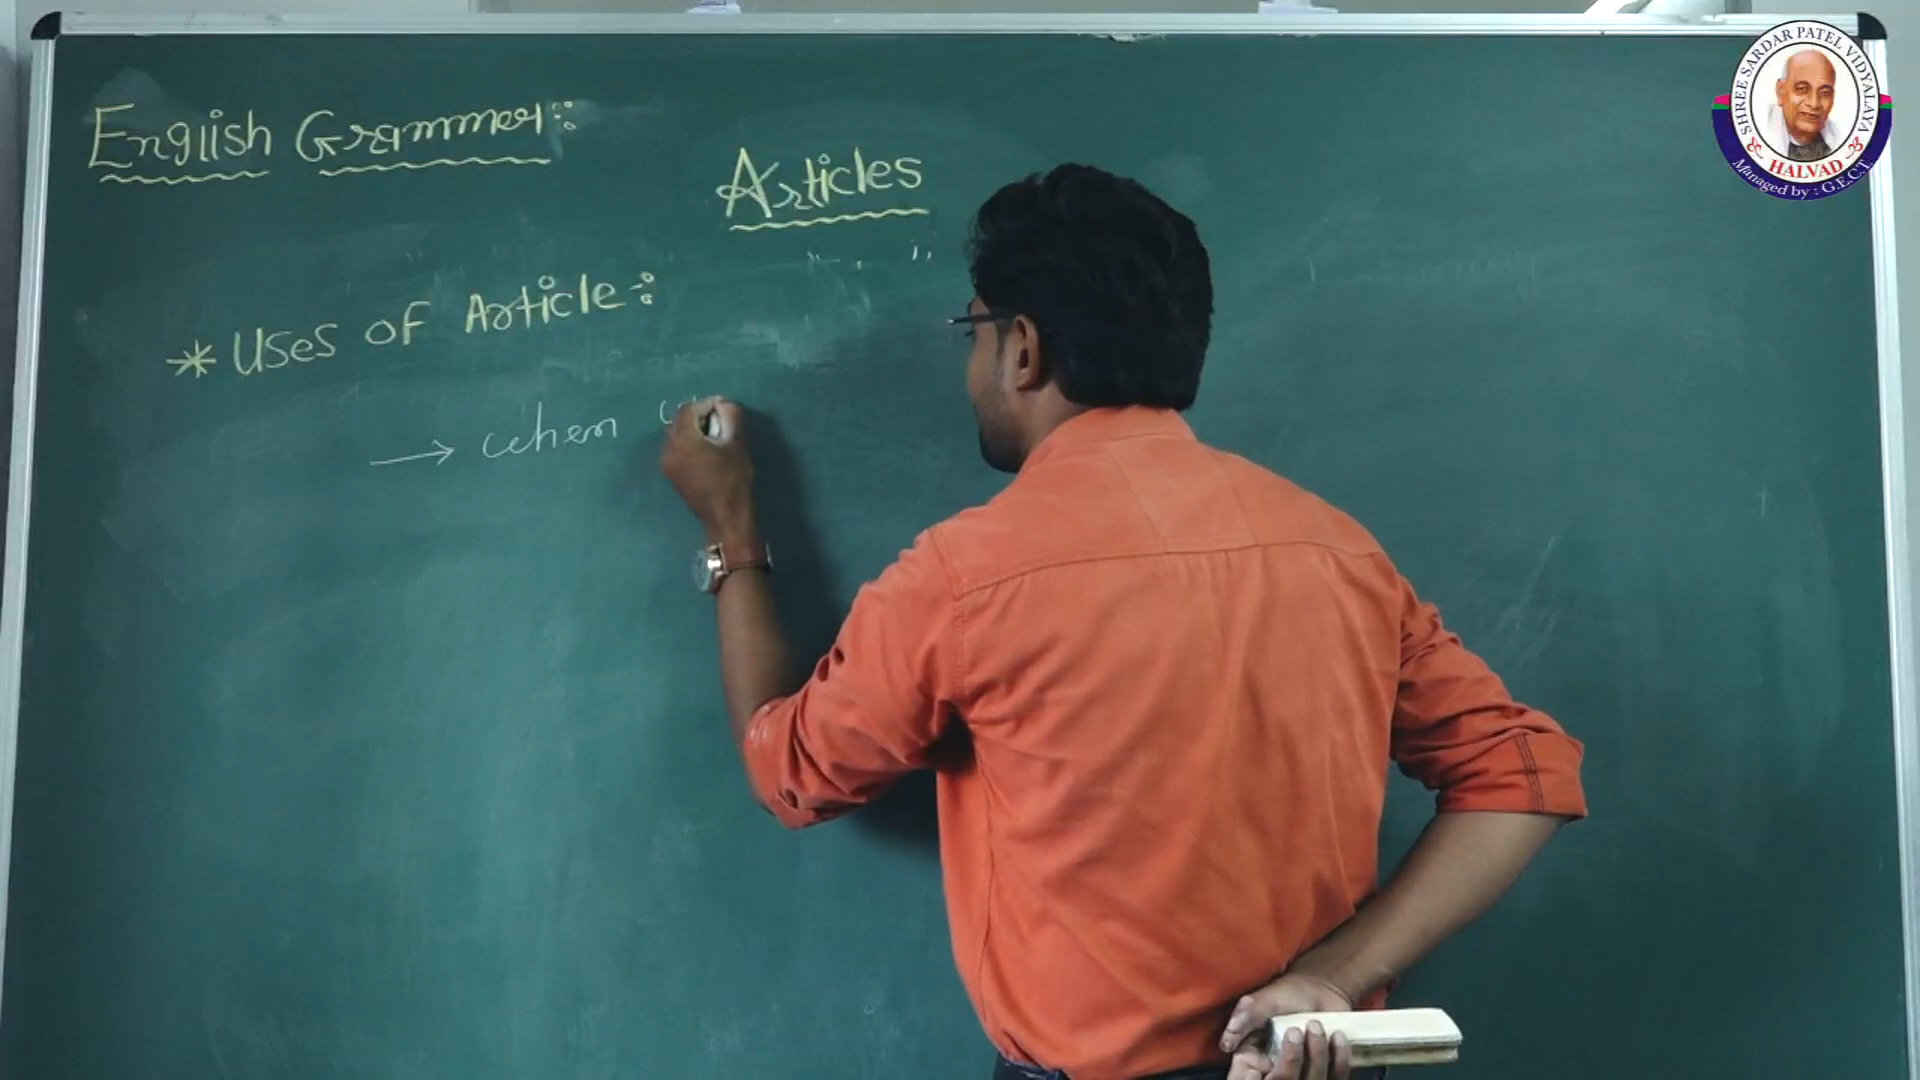 English Grammer:
Articles
* Uses of Article :-
→ when
SHREE SARDAR PATEL VIDYALAYA
HALVAD
Managed by : G.E.C.T.